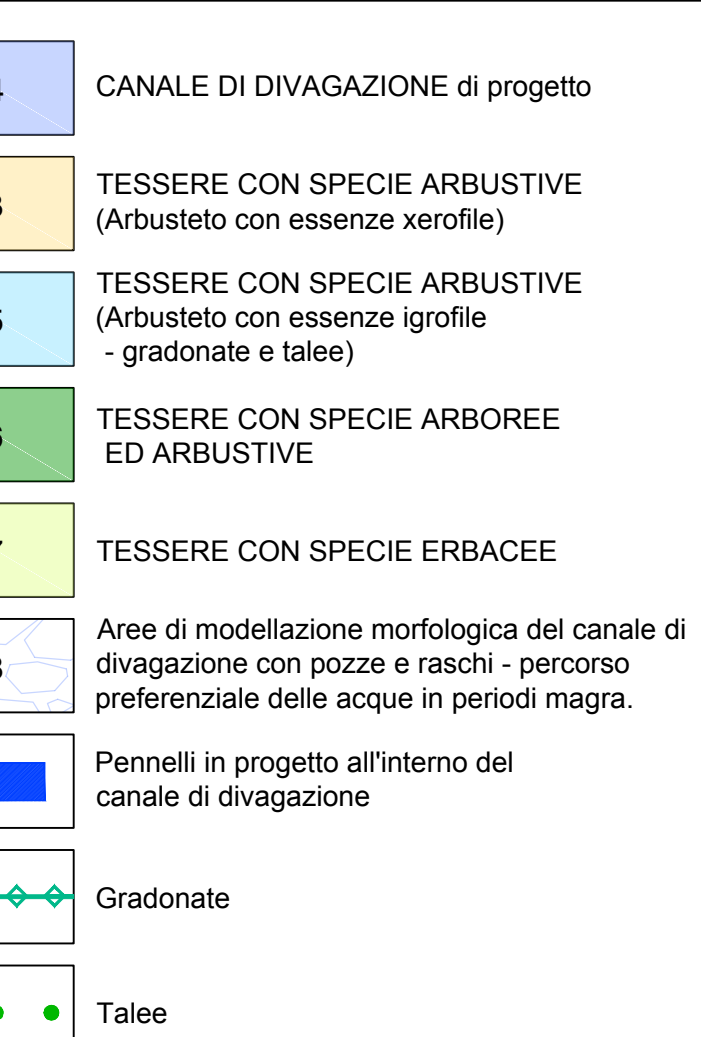 CANALE DI DIVAGAZIONE di progetto
TESSERE CON SPECIE ARBUSTIVE
(Arbusteto con essenze xerofile)
TESSERE CON SPECIE ARBUSTIVE
(Arbusteto con essenze igrofile
- gradonate e talee)
TESSERE CON SPECIE ARBOREE
ED ARBUSTIVE
TESSERE CON SPECIE ERBACEE
Aree di modellazione morfologica del canale di
divagazione con pozze e raschi - percorso
preferenziale delle acque in periodi magra.
Pennelli in progetto all'interno del
canale di divagazione
Gradonate
Talee